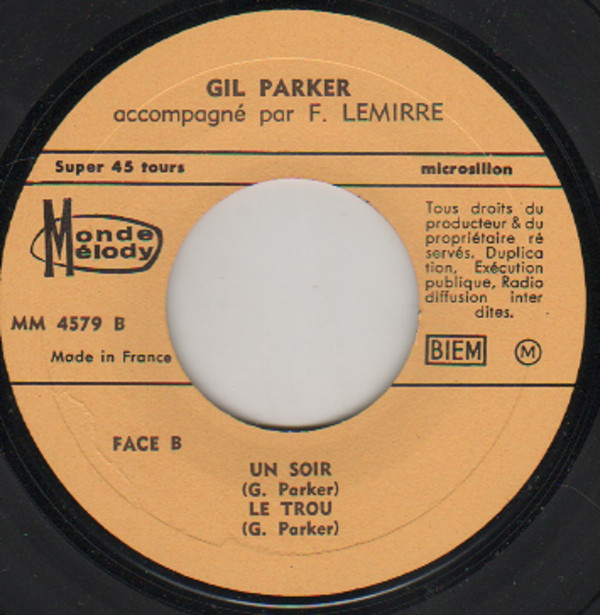 GIL PARKER
accompagné par F. LEMIRRE
Super 45 tours
microsillon
Monde
Mélody
Tous droits du
producteur & du
propriétaire ré
servés. Duplica
tion, Exécution
publique, Radio
diffusion inter
dites.
MM 4579 B
Made in France
BIEM
M
FACE B
UN SOIR
(G. Parker)
LE TROU
(G. Parker)